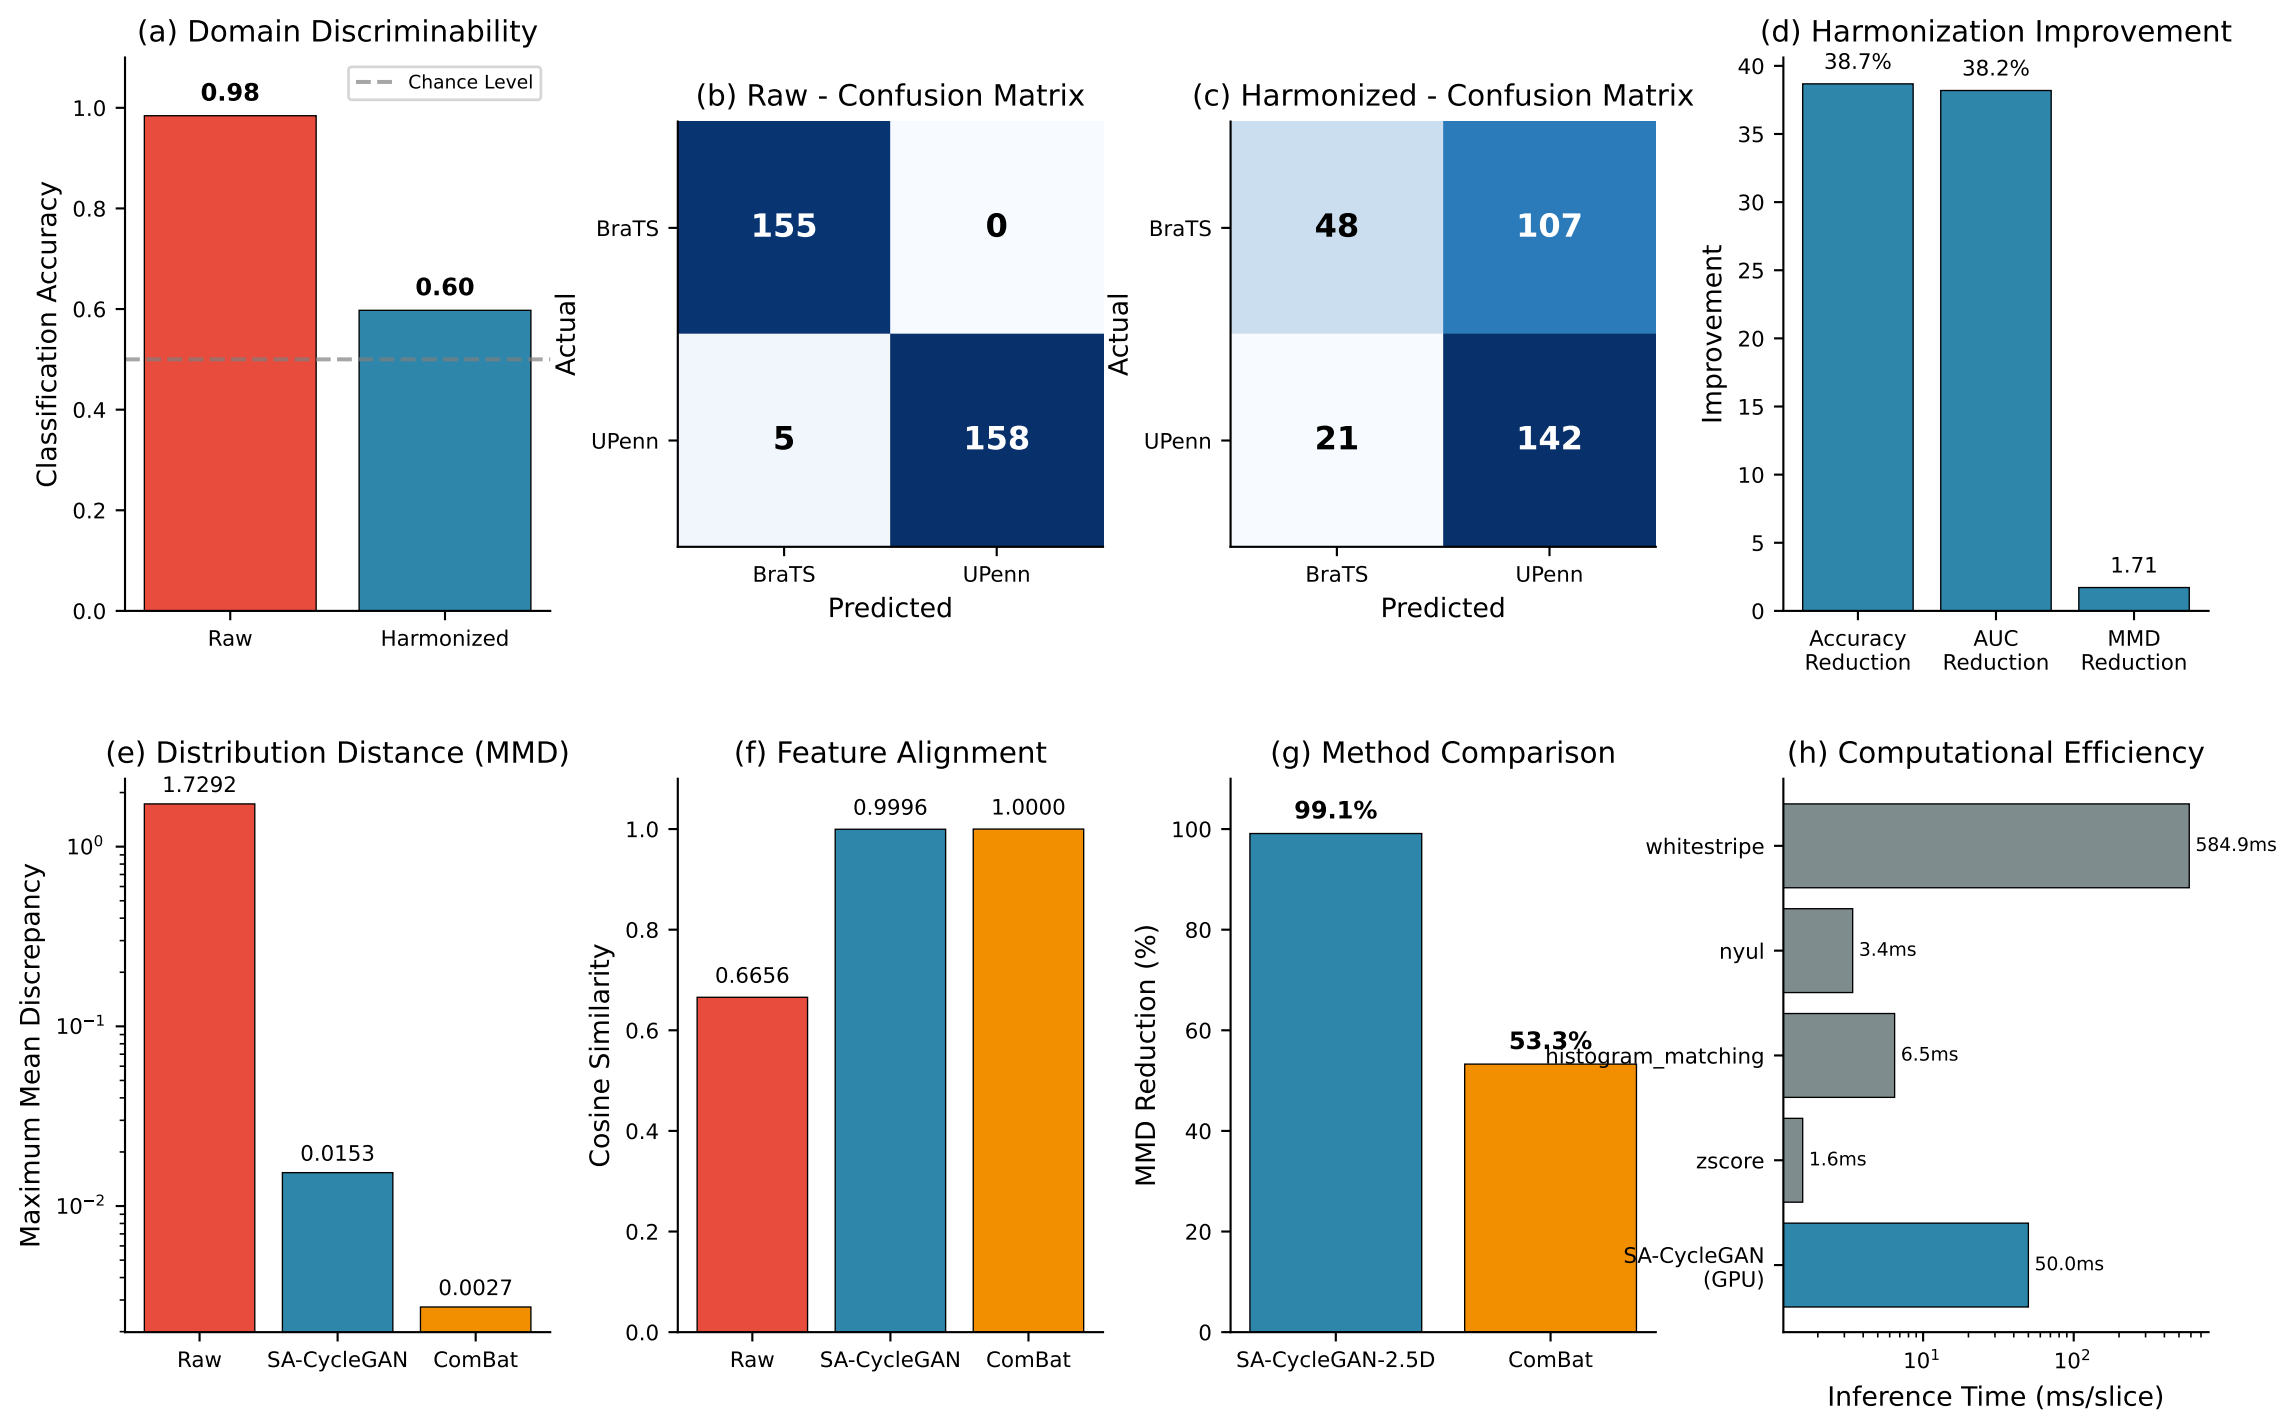 (a) Domain Discriminability
Chance Level
0.98
0.60
Classification Accuracy
1.0
0.8
0.6
0.4
0.2
0.0
Raw
Harmonized
(b) Raw - Confusion Matrix
Actual
BraTS
UPenn
155
0
5
158
BraTS
UPenn
Predicted
(c) Harmonized - Confusion Matrix
Actual
BraTS
UPenn
48
107
21
142
BraTS
UPenn
Predicted
(d) Harmonization Improvement
Improvement
40
35
30
25
20
15
10
5
0
38.7%
38.2%
1.71
Accuracy
Reduction
AUC
Reduction
MMD
Reduction
(e) Distribution Distance (MMD)
Maximum Mean Discrepancy
10⁰
10⁻¹
10⁻²
1.7292
0.0153
0.0027
Raw
SA-CycleGAN
ComBat
(f) Feature Alignment
Cosine Similarity
1.0
0.8
0.6
0.4
0.2
0.0
0.6656
0.9996
1.0000
Raw
SA-CycleGAN
ComBat
(g) Method Comparison
MMD Reduction (%)
100
80
60
40
20
0
99.1%
53.3%
SA-CycleGAN-2.5D
ComBat
(h) Computational Efficiency
whitestripe
584.9ms
nyul
3.4ms
histogram_matching
6.5ms
zscore
1.6ms
SA-CycleGAN
(GPU)
50.0ms
10¹
10²
Inference Time (ms/slice)